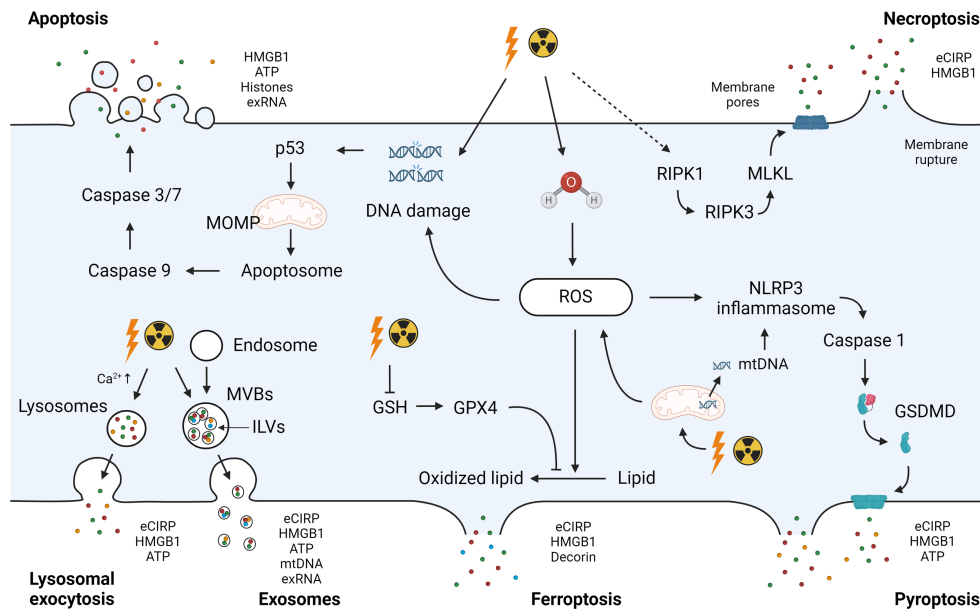 Apoptosis
Necroptosis
HMGB1
ATP
Histones
exRNA
Membrane
pores
eCIRP
HMGB1
Membrane
rupture
p53
Caspase 3/7
MOMP
DNA damage
O
H
H
RIPK1
MLKL
RIPK3
Caspase 9
Apoptosome
ROS
NLRP3
inflammasome
Caspase 1
mtDNA
Endosome
Ca2+↑
Lysosomes
MVBs
ILVs
GSH
GPX4
GSDMD
Oxidized lipid
Lipid
eCIRP
HMGB1
ATP
eCIRP
HMGB1
ATP
mtDNA
exRNA
eCIRP
HMGB1
Decorin
eCIRP
HMGB1
ATP
Lysosomal
exocytosis
Exosomes
Ferroptosis
Pyroptosis